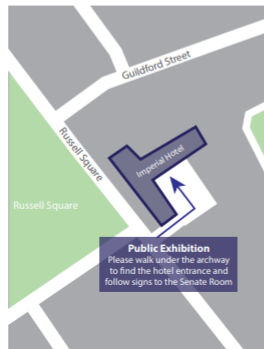 Guildford Street
Russell Square
Imperial Hotel
Russell Square
Public Exhibition
Please walk under the archway
to find the hotel entrance and
follow signs to the Senate Room